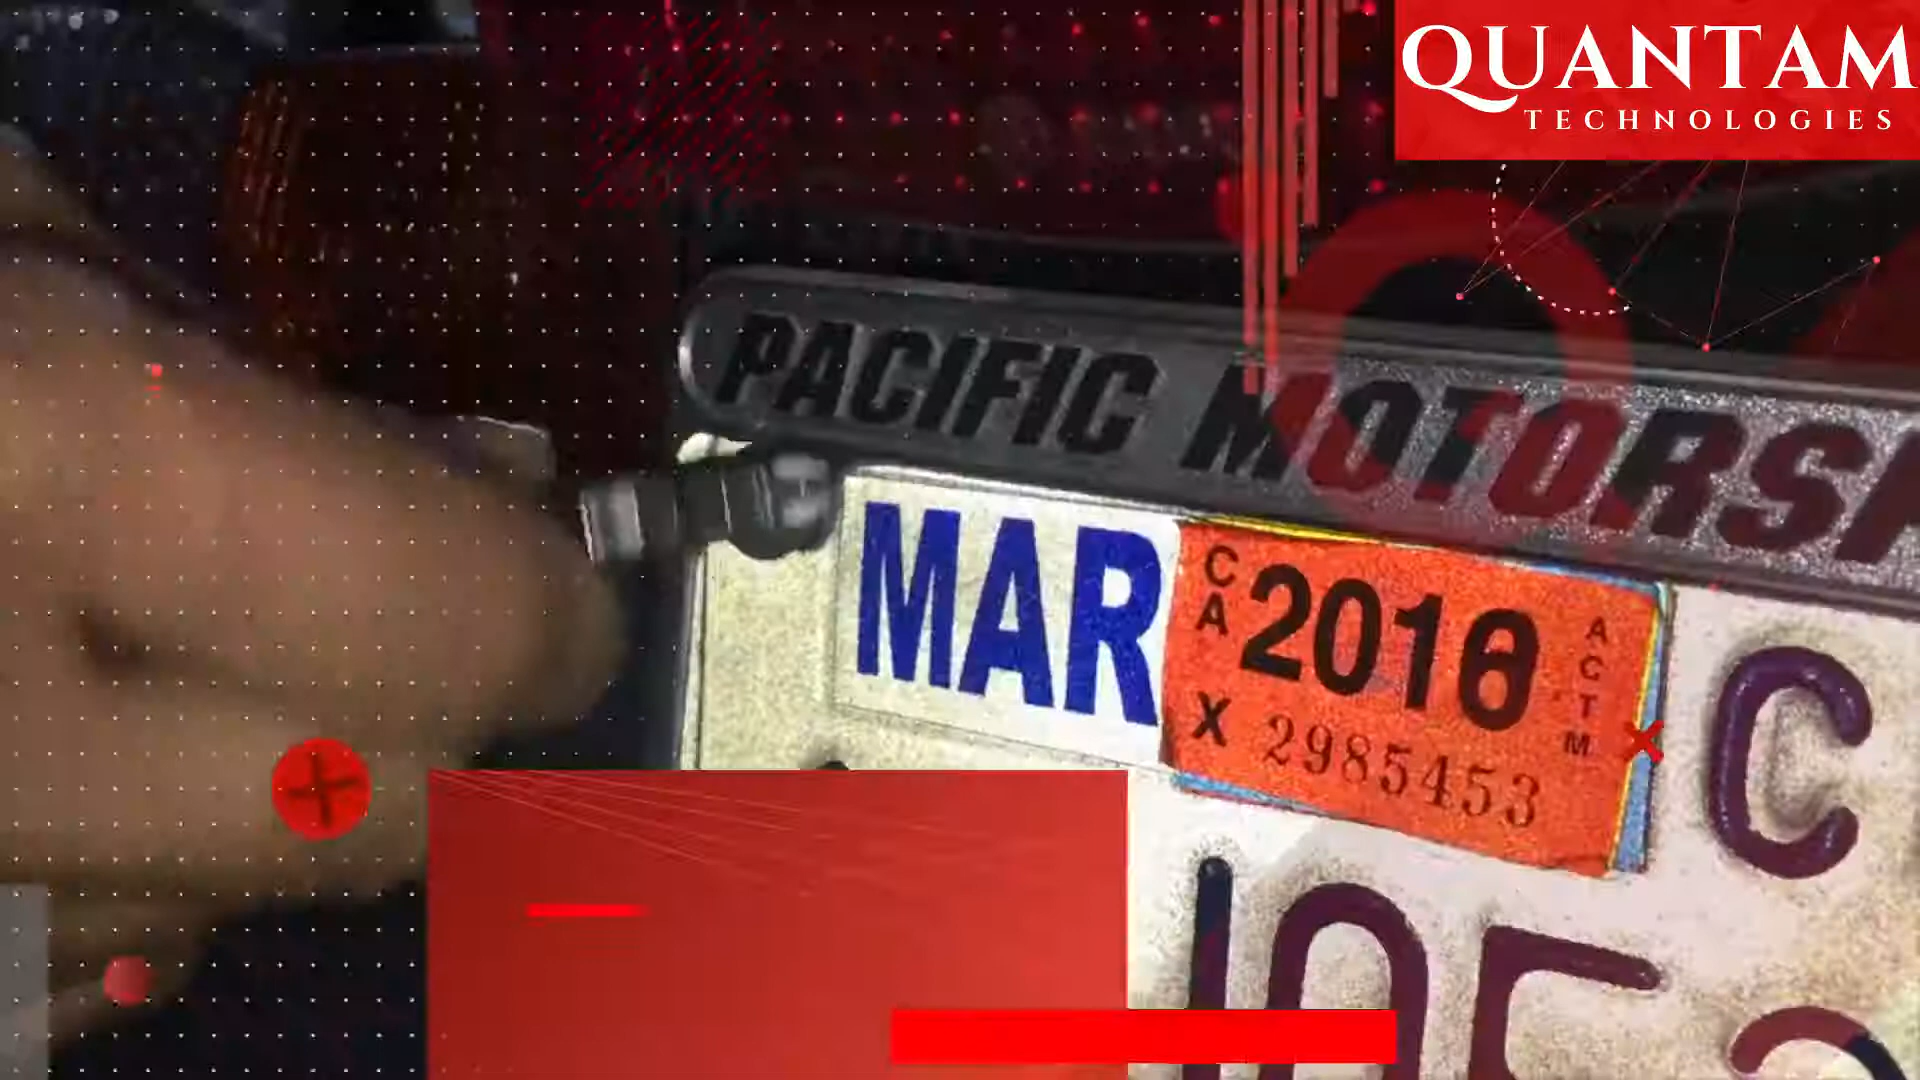 QUANTAM
TECHNOLOGIES
PACIFIC
MAR
CA
2018
ACTM
X 2985453
C